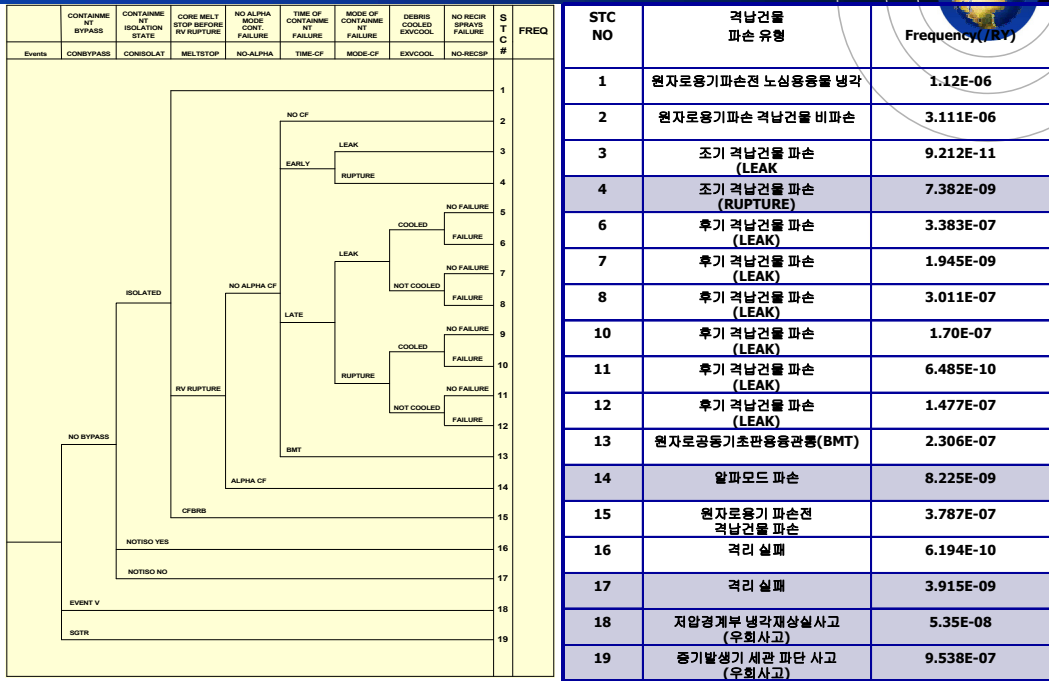 CONTAINME
NT
BYPASS
CONTAINME
NT
ISOLATION
STATE
CORE MELT
STOP BEFORE
RV RUPTURE
NO ALPHA
MODE
CONT.
FAILURE
TIME OF
CONTAINME
NT
FAILURE
MODE OF
CONTAINME
NT
FAILURE
DEBRIS
COOLED
EXVCOOL
NO RECIR
SPRAYS
FAILURE
S
T
C
#
FREQ
Events
CONBYPASS
CONISOLAT
MELTSTOP
NO-ALPHA
TIME-CF
MODE-CF
EXVCOOL
NO-RECSP
1
NO CF
2
LEAK
3
EARLY
RUPTURE
4
NO FAILURE
5
COOLED
FAILURE
6
LEAK
NO FAILURE
7
NO ALPHA CF
NOT COOLED
ISOLATED
FAILURE
8
LATE
NO FAILURE
9
COOLED
FAILURE
10
RUPTURE
RV RUPTURE
NO FAILURE
11
NOT COOLED
FAILURE
12
NO BYPASS
BMT
13
ALPHA CF
14
CFBRB
15
NOTISO YES
16
NOTISO NO
17
EVENT V
18
SGTR
19
STC
NO
격납건물
파손 유형
Frequency(/RY)
1 원자로용기파손전 노심용융물 냉각 1.12E-06
2 원자로용기파손 격납건물 비파손 3.111E-06
3 조기 격납건물 파손 9.212E-11
(LEAK
4 조기 격납건물 파손 7.382E-09
(RUPTURE)
6 후기 격납건물 파손 3.383E-07
(LEAK)
7 후기 격납건물 파손 1.945E-09
(LEAK)
8 후기 격납건물 파손 3.011E-07
(LEAK)
10 후기 격납건물 파손 1.70E-07
(LEAK)
11 후기 격납건물 파손 6.485E-10
(LEAK)
12 후기 격납건물 파손 1.477E-07
(LEAK)
13 원자로공동기초판용융관통(BMT) 2.306E-07
14 알파모드 파손 8.225E-09
15 원자로용기 파손전 3.787E-07
격납건물 파손
16 격리 실패 6.194E-10
17 격리 실패 3.915E-09
18 저압경계부 냉각재상실사고 5.35E-08
(우회사고)
19 증기발생기 세관 파단 사고 9.538E-07
(우회사고)